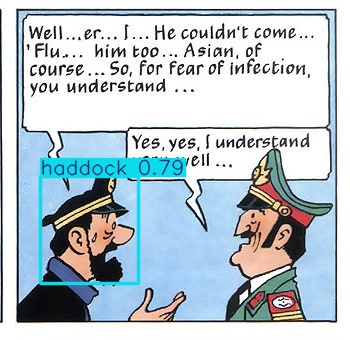 Well...er... I... He couldn't come...
'Flu.... him too... Asian, of
course... So, for fear of infection,
you understand ...
Yes, yes, I understand
well ...
haddock 0.79